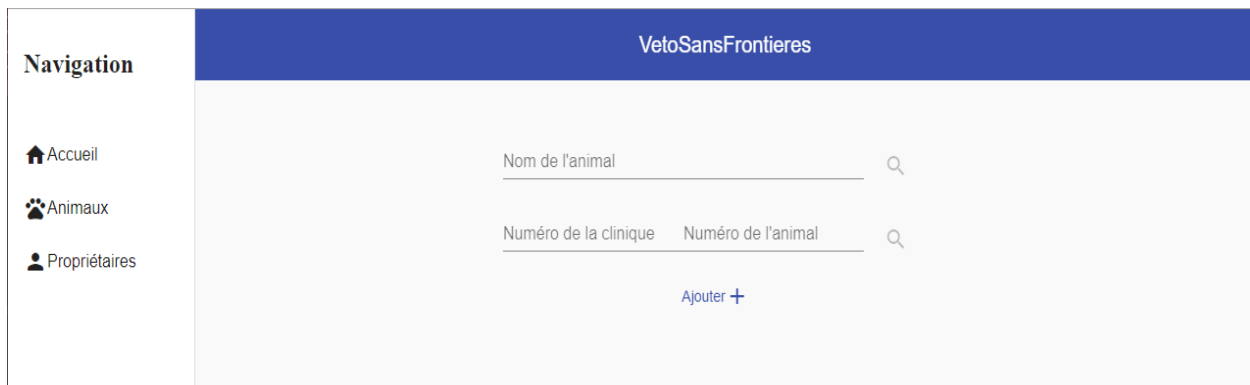 Navigation
Accueil
Animaux
Propriétaires
VetoSansFrontieres
Nom de l'animal
Numéro de la clinique Numéro de l'animal
Ajouter +